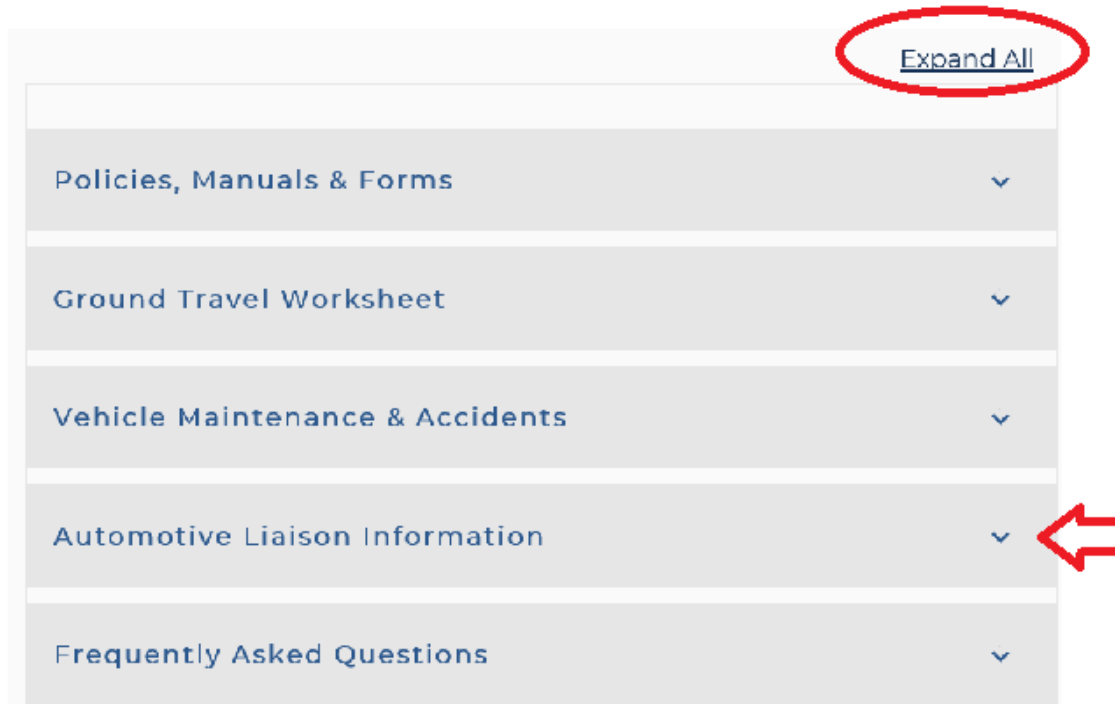 Expand All
Policies, Manuals & Forms
Ground Travel Worksheet
Vehicle Maintenance & Accidents
Automotive Liaison Information
Frequently Asked Questions